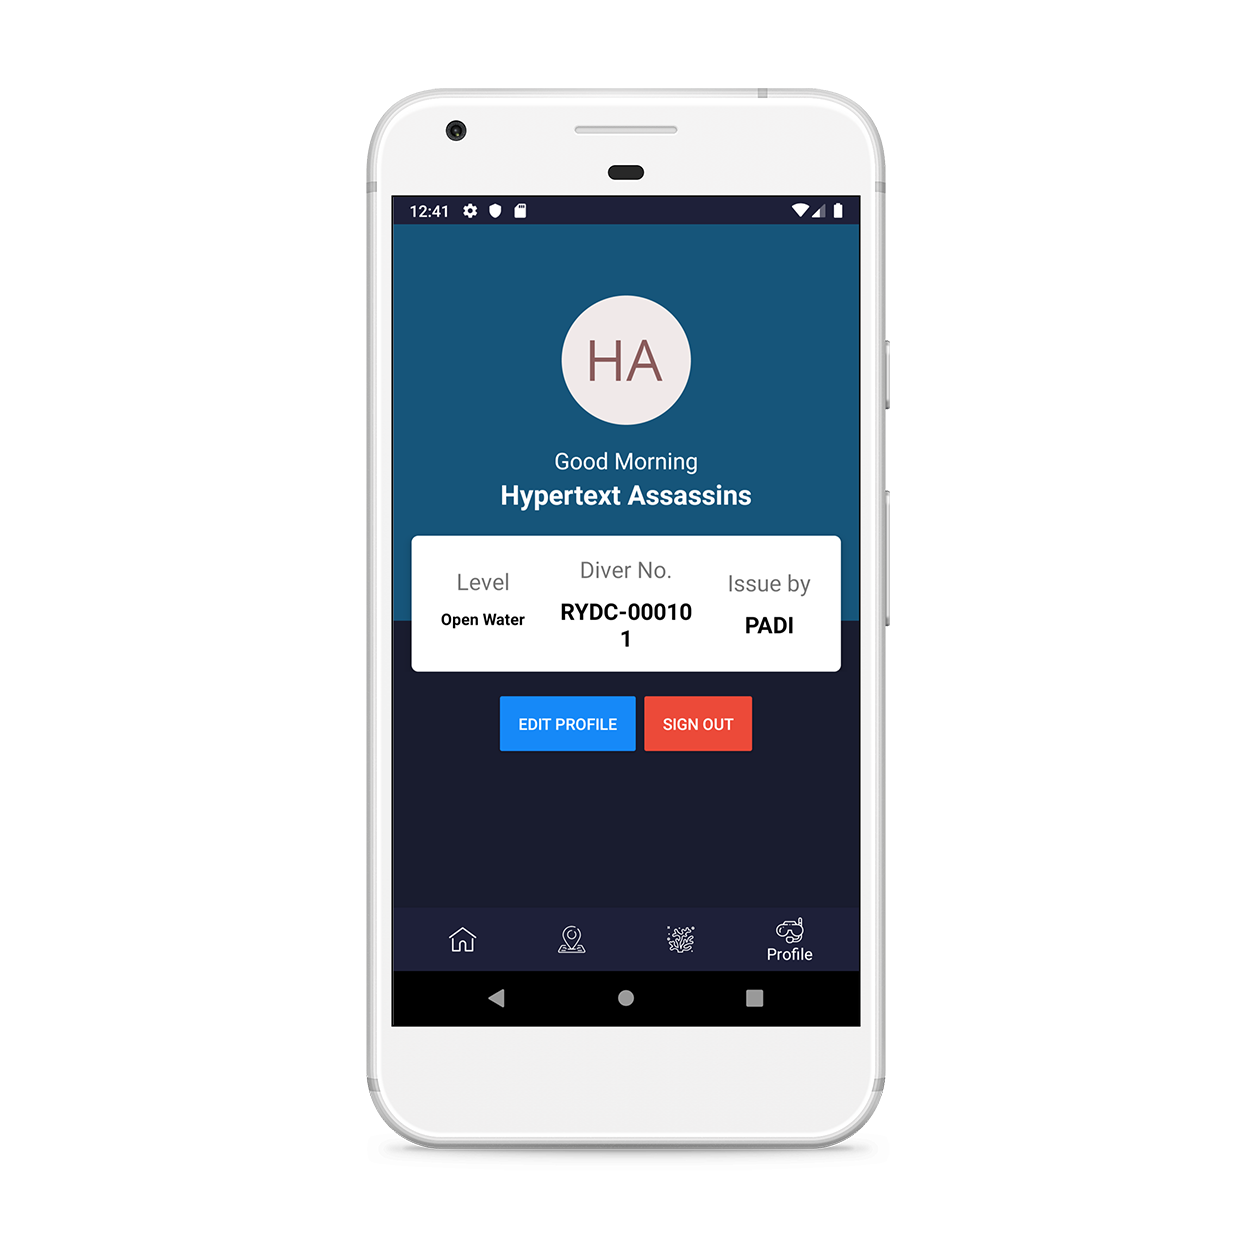 12:41
HA
Good Morning
Hypertext Assassins
Level
Open Water
Diver No.
RYDC-00010
1
Issue by
PADI
EDIT PROFILE
SIGN OUT
Profile